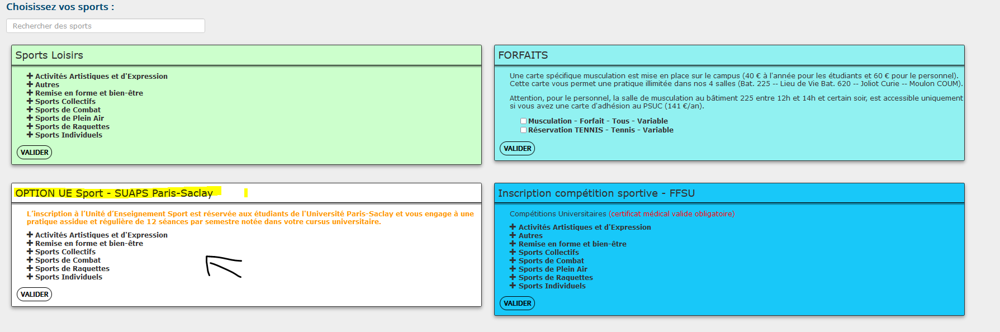 Choisissez vos sports :
Rechercher des sports
Sports Loisirs
Activités Artistiques et d'Expression
Autres
Remise en forme et bien-être
Sports Collectifs
Sports de Combat
Sports de Plein Air
Sports de Raquettes
Sports Individuels
VALIDER
FORFAITS
Une carte spécifique musculation est mise en place sur le campus (40 € à l'année pour les étudiants et 60 € pour le personnel).
Cette carte vous permet une pratique illimitée dans nos 4 salles (Bat. 225 -- Lieu de Vie Bat. 620 -- Joliot Curie -- Moulon COUM).
Attention, pour le personnel, la salle de musculation au bâtiment 225 entre 12h et 14h et certain soir, est accessible uniquement
si vous avez une carte d'adhésion au PSUC (141 €/an).
Musculation - Forfait - Tous - Variable
Réservation TENNIS - Tennis - Variable
VALIDER
OPTION UE Sport - SUAPS Paris-Saclay
L’inscription à l’Unité d’Enseignement Sport est réservée aux étudiants de l'Université Paris-Saclay et vous engage à une
pratique assidue et régulière de 12 séances par semestre notée dans votre cursus universitaire.
Activités Artistiques et d'Expression
Remise en forme et bien-être
Sports Collectifs
Sports de Combat
Sports de Raquettes
Sports Individuels
VALIDER
Inscription compétition sportive - FFSU
Compétitions Universitaires (certificat médical valide obligatoire)
Activités Artistiques et d'Expression
Autres
Remise en forme et bien-être
Sports Collectifs
Sports de Combat
Sports de Plein Air
Sports de Raquettes
Sports Individuels
VALIDER